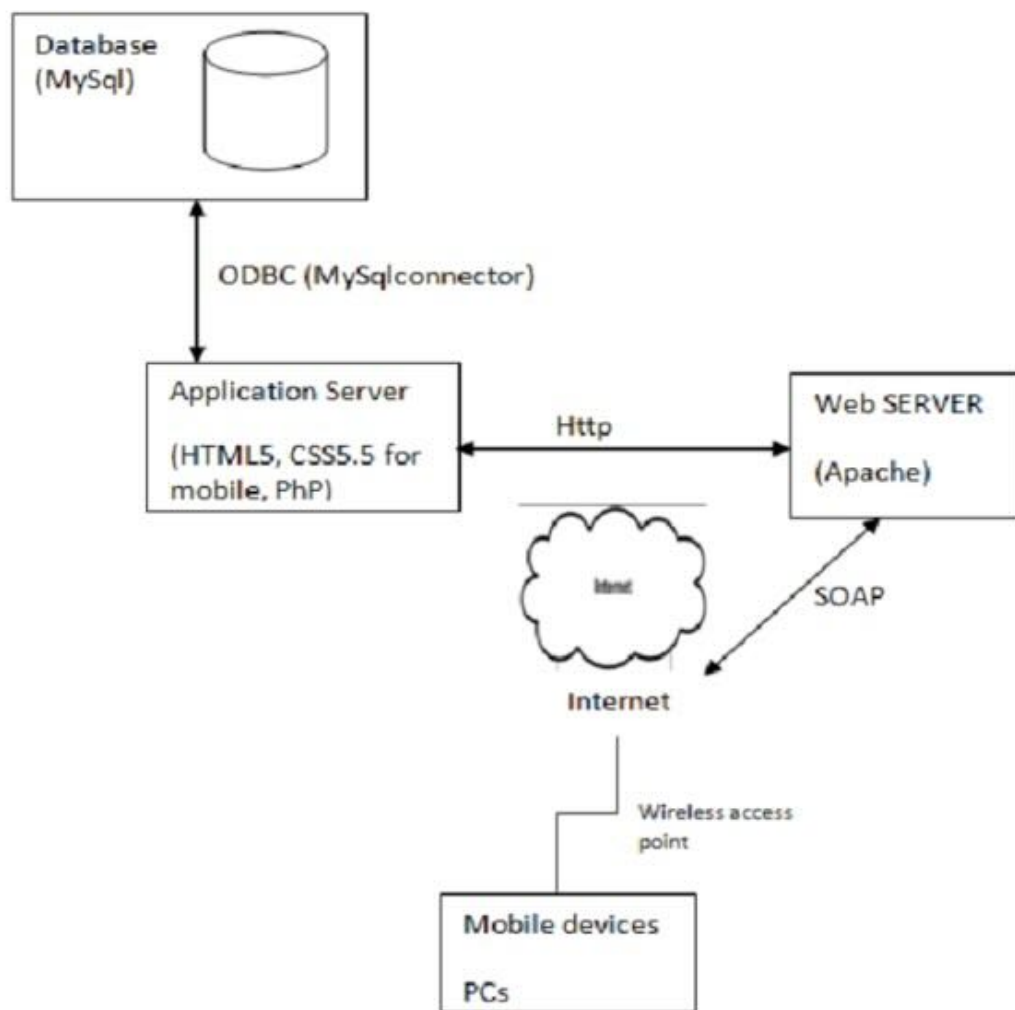 Database
(MySql)
ODBC (MySqlconnector)
Application Server
(HTML5, CSS5.5 for
mobile, PhP)
Http
Web SERVER
(Apache)
Internet
SOAP
Internet
Wireless access
point
Mobile devices
PCs